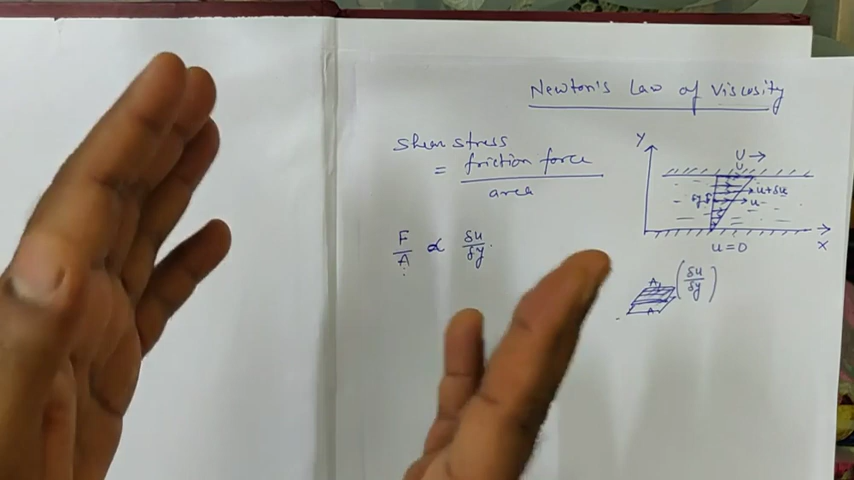 Newton's Law of Viscosity
Shear stress
= friction force
area
F/A ∝ δu/δy
Y
U →
u+δu
u
δy
u=0
X
A
(δu/δy)
A